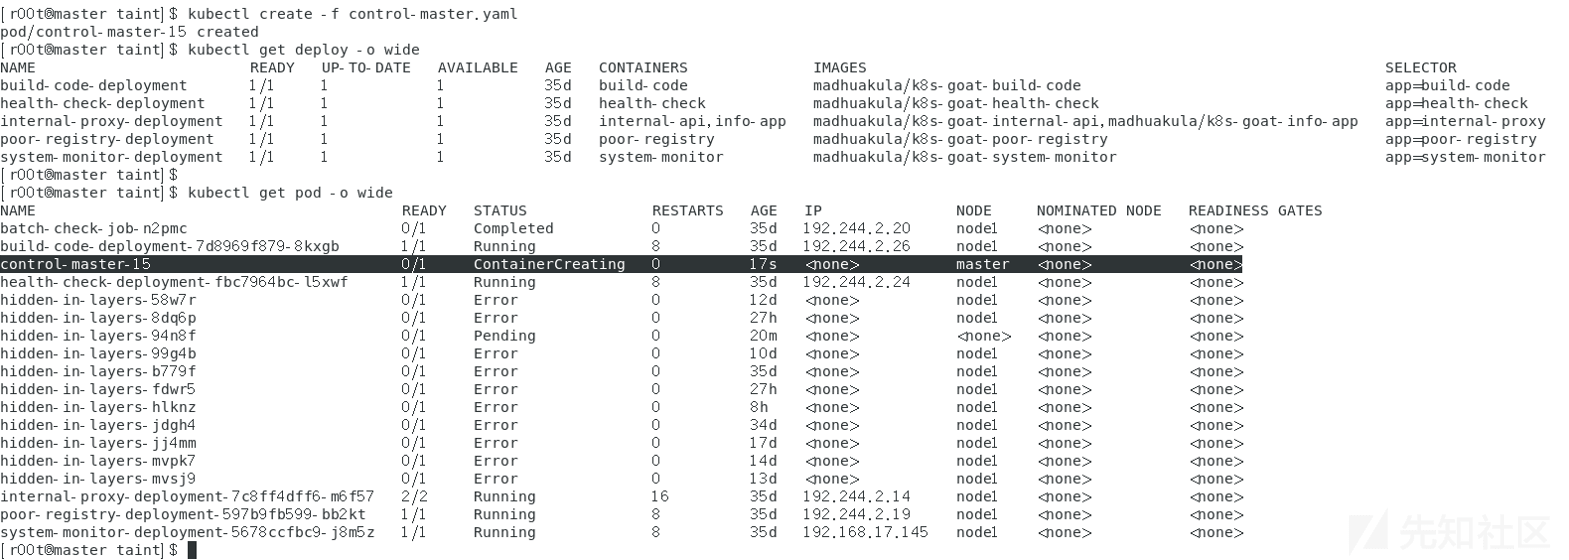 [r00t@master taint]$ kubectl create -f control-master.yaml
pod/control-master-15 created
[r00t@master taint]$ kubectl get deploy -o wide
NAME READY UP-TO-DATE AVAILABLE AGE CONTAINERS IMAGES SELECTOR
build-code-deployment 1/1 1 1 35d build-code madhuakula/k8s-goat-build-code app=build-code
health-check-deployment 1/1 1 1 35d health-check madhuakula/k8s-goat-health-check app=health-check
internal-proxy-deployment 1/1 1 1 35d internal-api,info-app madhuakula/k8s-goat-internal-api,madhuakula/k8s-goat-info-app app=internal-proxy
poor-registry-deployment 1/1 1 1 35d poor-registry madhuakula/k8s-goat-poor-registry app=poor-registry
system-monitor-deployment 1/1 1 1 35d system-monitor madhuakula/k8s-goat-system-monitor app=system-monitor
[r00t@master taint]$
[r00t@master taint]$ kubectl get pod -o wide
NAME READY STATUS RESTARTS AGE IP NODE NOMINATED NODE READINESS GATES
batch-check-job-n2pmc 0/1 Completed 0 35d 192.244.2.20 node1 <none> <none>
build-code-deployment-7d8969f879-8kxgb 1/1 Running 8 35d 192.244.2.26 node1 <none> <none>
control-master-15 0/1 ContainerCreating 0 17s <none> master <none> <none>
health-check-deployment-fbc7964bc-l5xwf 1/1 Running 8 35d 192.244.2.24 node1 <none> <none>
hidden-in-layers-58w7r 0/1 Error 0 12d <none> node1 <none> <none>
hidden-in-layers-8dq6p 0/1 Error 0 27h <none> node1 <none> <none>
hidden-in-layers-94n8f 0/1 Pending 0 20m <none> <none> <none> <none>
hidden-in-layers-99g4b 0/1 Error 0 10d <none> node1 <none> <none>
hidden-in-layers-b779f 0/1 Error 0 35d <none> node1 <none> <none>
hidden-in-layers-fdwr5 0/1 Error 0 27h <none> node1 <none> <none>
hidden-in-layers-hlknz 0/1 Error 0 8h <none> node1 <none> <none>
hidden-in-layers-jdgh4 0/1 Error 0 34d <none> node1 <none> <none>
hidden-in-layers-jj4mm 0/1 Error 0 17d <none> node1 <none> <none>
hidden-in-layers-mvpk7 0/1 Error 0 14d <none> node1 <none> <none>
hidden-in-layers-mvsj9 0/1 Error 0 13d <none> node1 <none> <none>
internal-proxy-deployment-7c8ff4dff6-m6f57 2/2 Running 16 35d 192.244.2.14 node1 <none> <none>
poor-registry-deployment-597b9fb599-bb2kt 1/1 Running 8 35d 192.244.2.19 node1 <none> <none>
system-monitor-deployment-5678ccfbc9-j8m5z 1/1 Running 8 35d 192.168.17.145 node1 <none> <none>
[r00t@master taint]$
先知社区